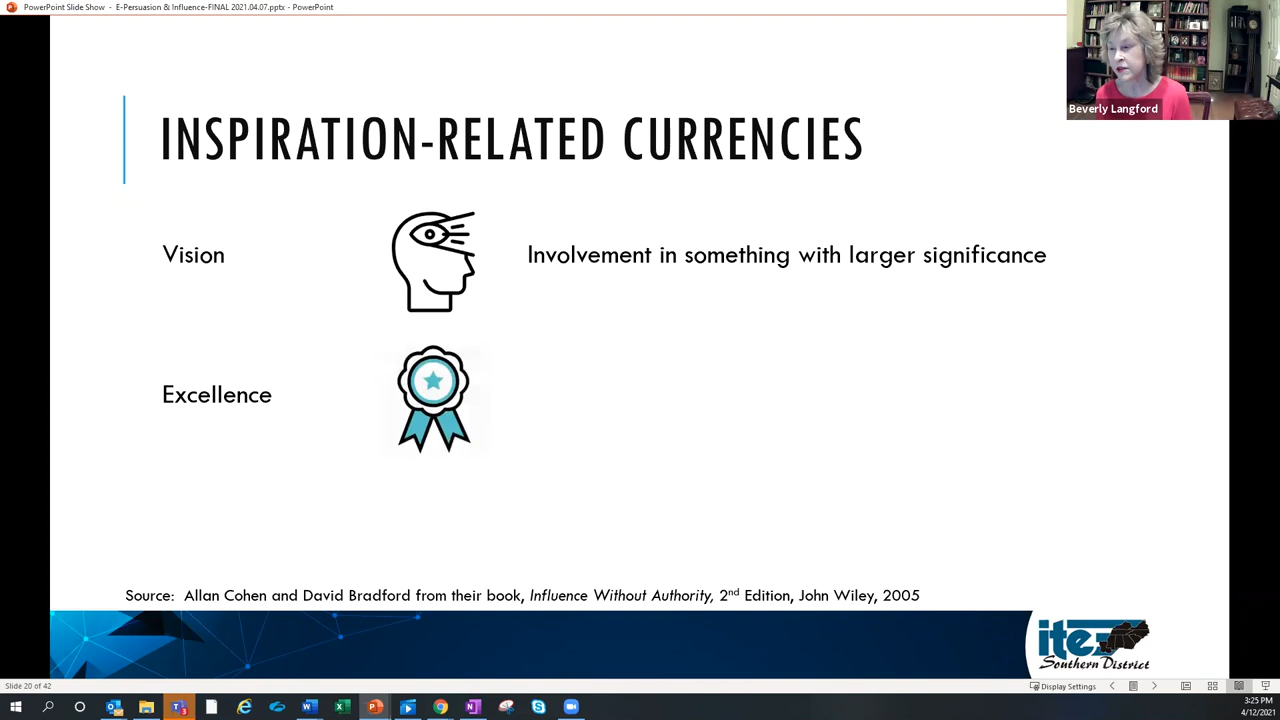 PowerPoint Slide Show - E-Persuasion & Influence-FINAL 2021.04.07.pptx - PowerPoint
Beverly Langford
INSPIRATION-RELATED CURRENCIES
Vision
Involvement in something with larger significance
Excellence
Source: Allan Cohen and David Bradford from their book, Influence Without Authority, 2nd Edition, John Wiley, 2005
ite
Southern District
Slide 20 of 42
Display Settings
3:25 PM
4/12/2021